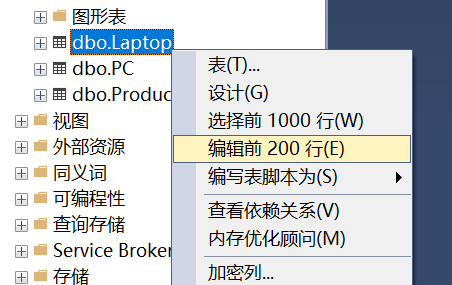 图形表
dbo.Laptop
dbo.PC
dbo.Produc
视图
外部资源
同义词
可编程性
查询存储
Service Broker
存储
表(T)...
设计(G)
选择前 1000 行(W)
编辑前 200 行(E)
编写表脚本为(S)
查看依赖关系(V)
内存优化顾问(M)
加密列...